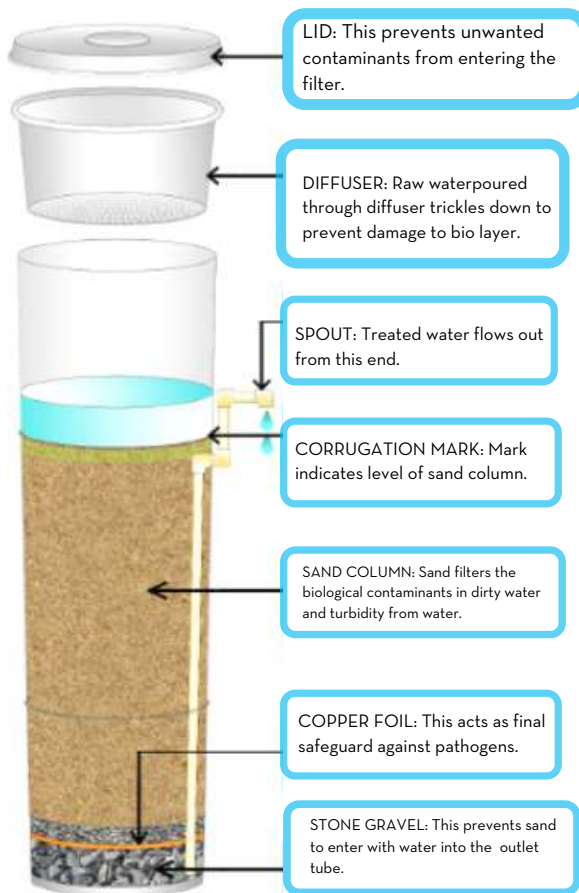 LID: This prevents unwanted
contaminants from entering the
filter.
DIFFUSER: Raw waterpoured
through diffuser trickles down to
prevent damage to bio layer.
SPOUT: Treated water flows out
from this end.
CORRUGATION MARK: Mark
indicates level of sand column.
SAND COLUMN: Sand filters the
biological contaminants in dirty water
and turbidity from water.
COPPER FOIL: This acts as final
safeguard against pathogens.
STONE GRAVEL: This prevents sand
to enter with water into the outlet
tube.